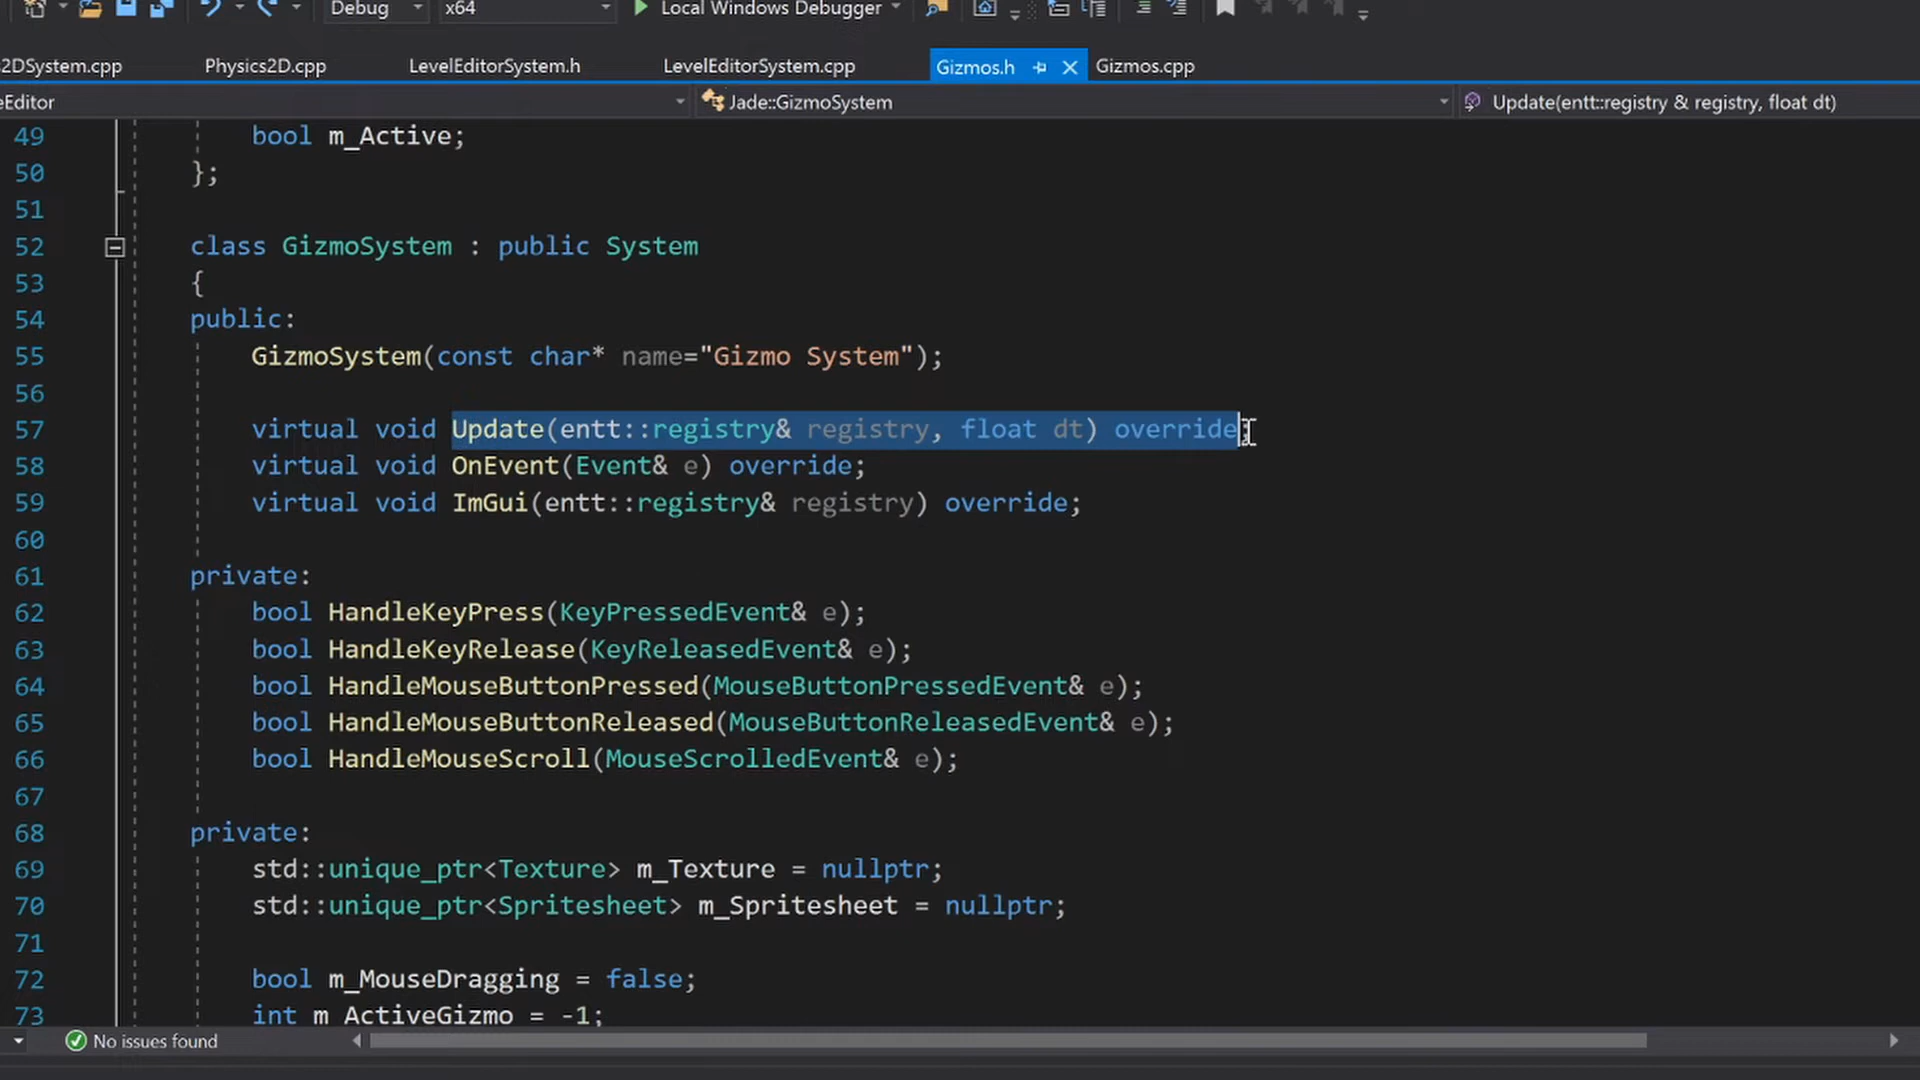 Debug x64 Local Windows Debugger
2DSystem.cpp Physics2D.cpp LevelEditorSystem.h LevelEditorSystem.cpp Gizmos.h Gizmos.cpp
eEditor Jade::GizmoSystem Update(entt::registry & registry, float dt)
49 bool m_Active;
50 };
51
52 class GizmoSystem : public System
53 {
54 public:
55 GizmoSystem(const char* name="Gizmo System");
56
57 virtual void Update(entt::registry& registry, float dt) override;
58 virtual void OnEvent(Event& e) override;
59 virtual void ImGui(entt::registry& registry) override;
60
61 private:
62 bool HandleKeyPress(KeyPressedEvent& e);
63 bool HandleKeyRelease(KeyReleasedEvent& e);
64 bool HandleMouseButtonPressed(MouseButtonPressedEvent& e);
65 bool HandleMouseButtonReleased(MouseButtonReleasedEvent& e);
66 bool HandleMouseScroll(MouseScrolledEvent& e);
67
68 private:
69 std::unique_ptr<Texture> m_Texture = nullptr;
70 std::unique_ptr<Spritesheet> m_Spritesheet = nullptr;
71
72 bool m_MouseDragging = false;
73 int m_ActiveGizmo = -1;
No issues found